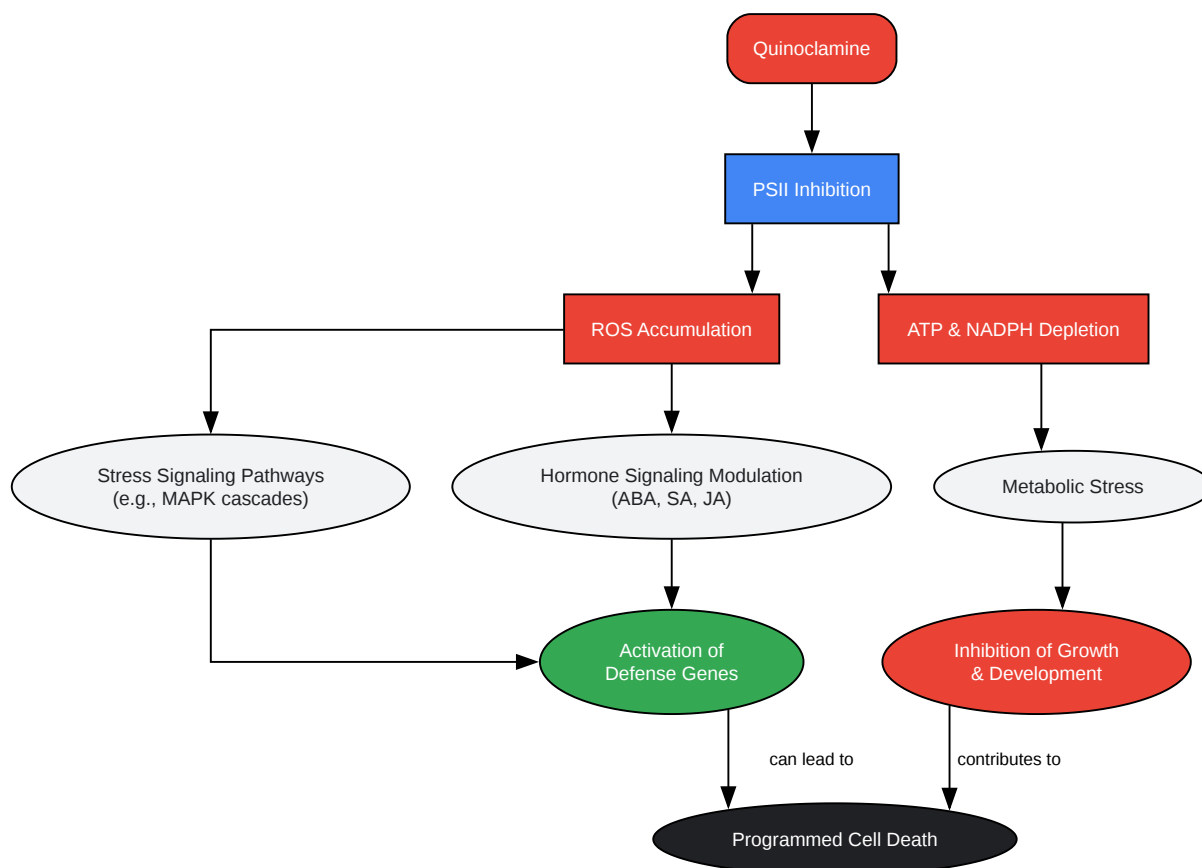 Quinoclamine
PSII Inhibition
ROS Accumulation
ATP & NADPH Depletion
Stress Signaling Pathways
(e.g., MAPK cascades)
Hormone Signaling Modulation
(ABA, SA, JA)
Metabolic Stress
Activation of
Defense Genes
Inhibition of Growth
& Development
can lead to
contributes to
Programmed Cell Death